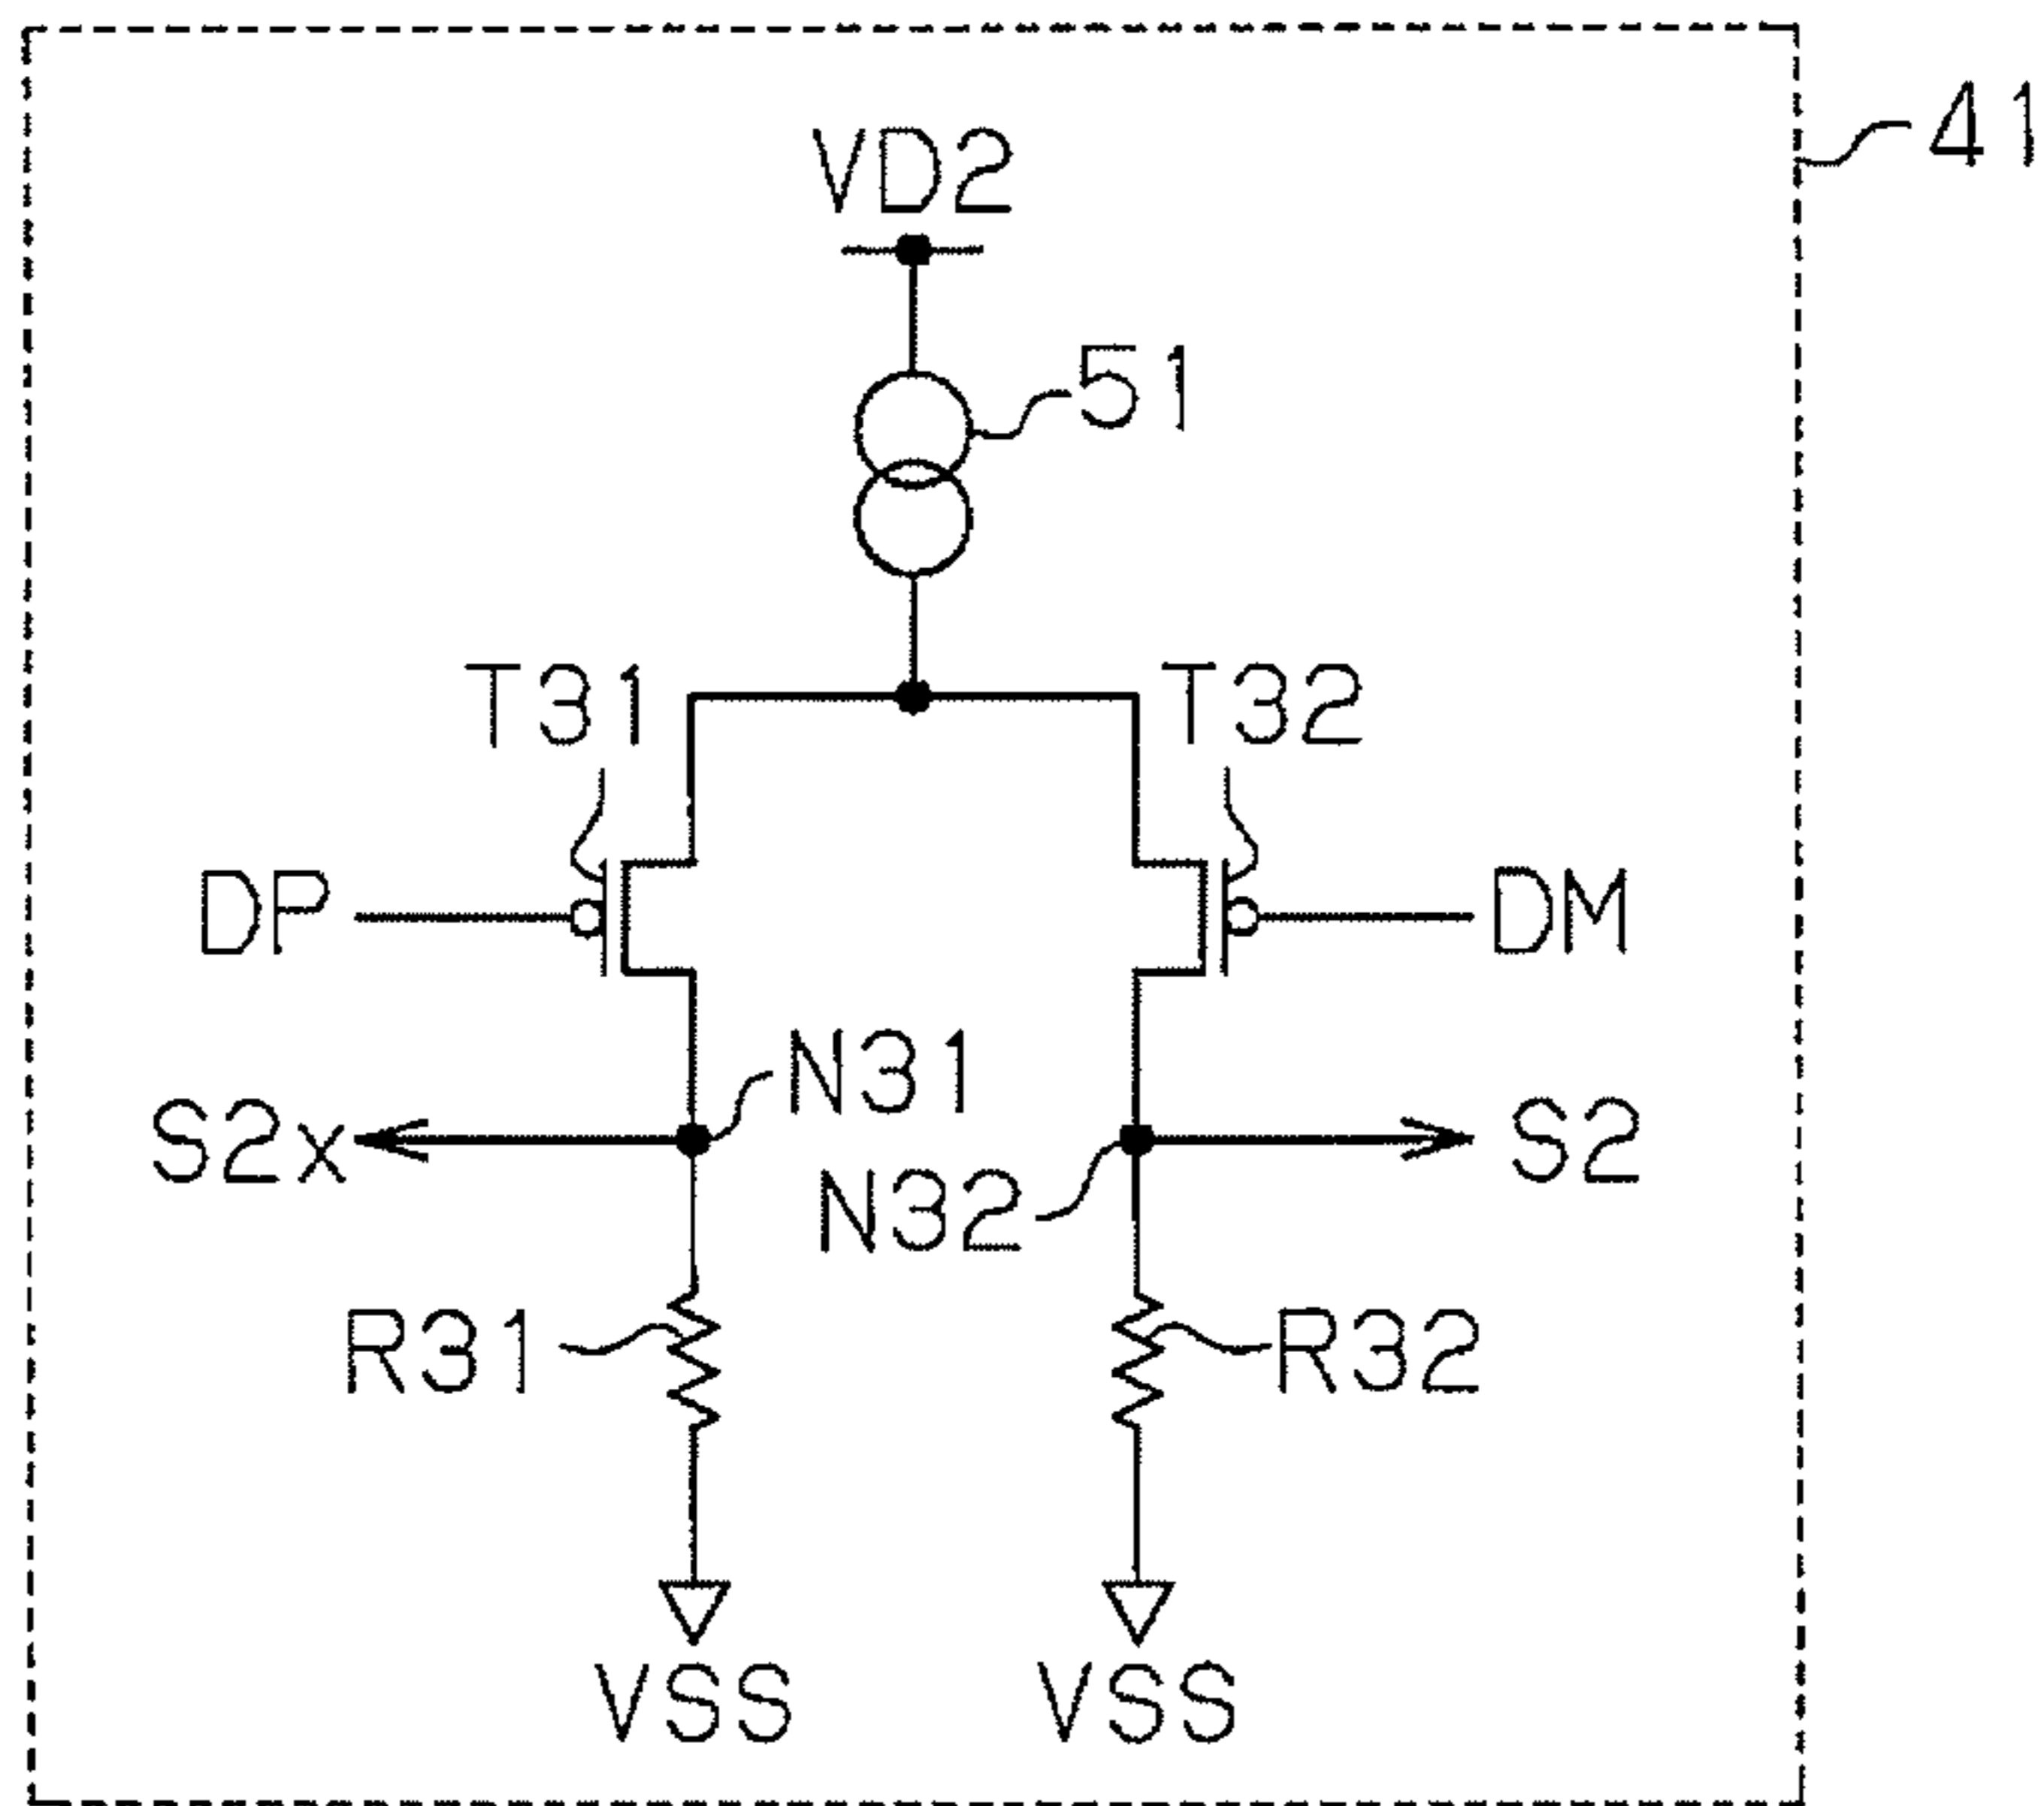 41
VD2
51
T31
T32
DP
DM
N31
S2x
S2
N32
R31
R32
VSS
VSS